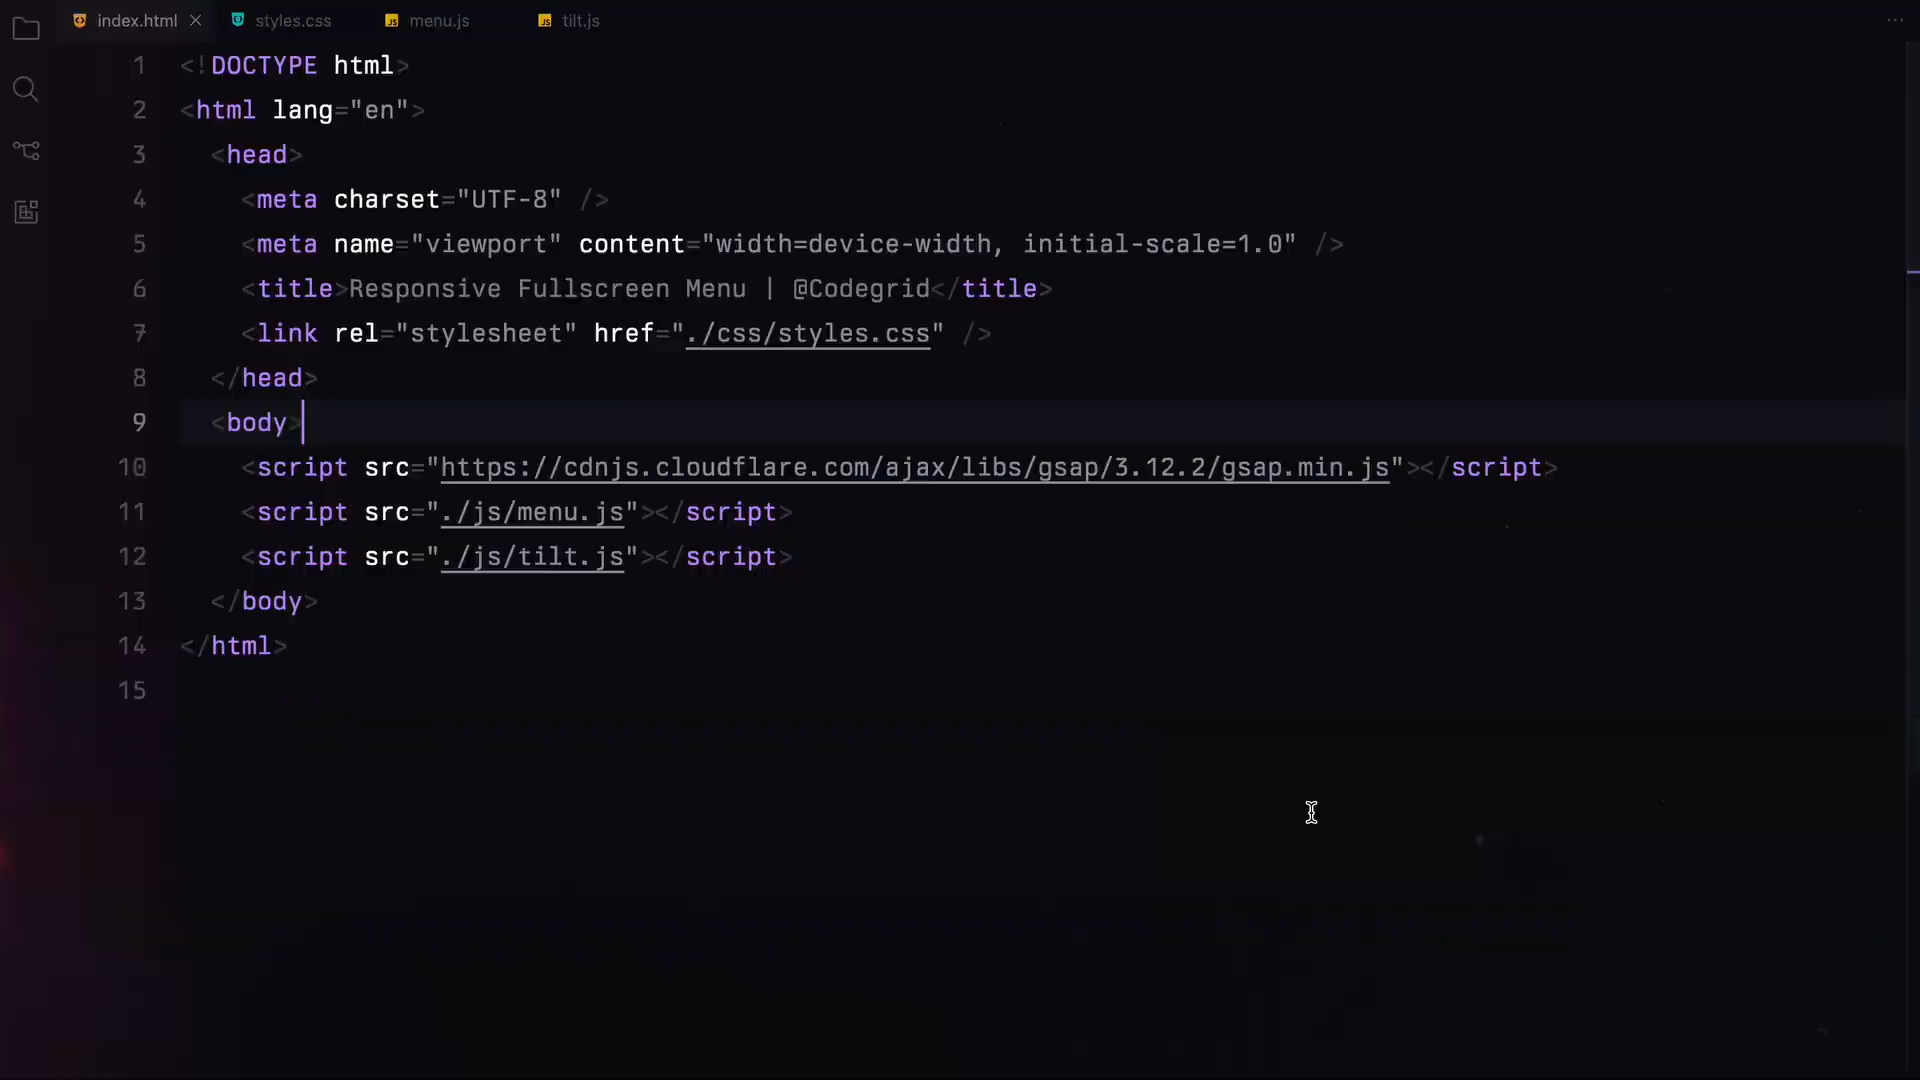 index.html styles.css menu.js tilt.js
1 <!DOCTYPE html>
2 <html lang="en">
3 <head>
4 <meta charset="UTF-8" />
5 <meta name="viewport" content="width=device-width, initial-scale=1.0" />
6 <title>Responsive Fullscreen Menu | @Codegrid</title>
7 <link rel="stylesheet" href="./css/styles.css" />
8 </head>
9 <body>
10 <script src="https://cdnjs.cloudflare.com/ajax/libs/gsap/3.12.2/gsap.min.js"></script>
11 <script src="./js/menu.js"></script>
12 <script src="./js/tilt.js"></script>
13 </body>
14 </html>
15